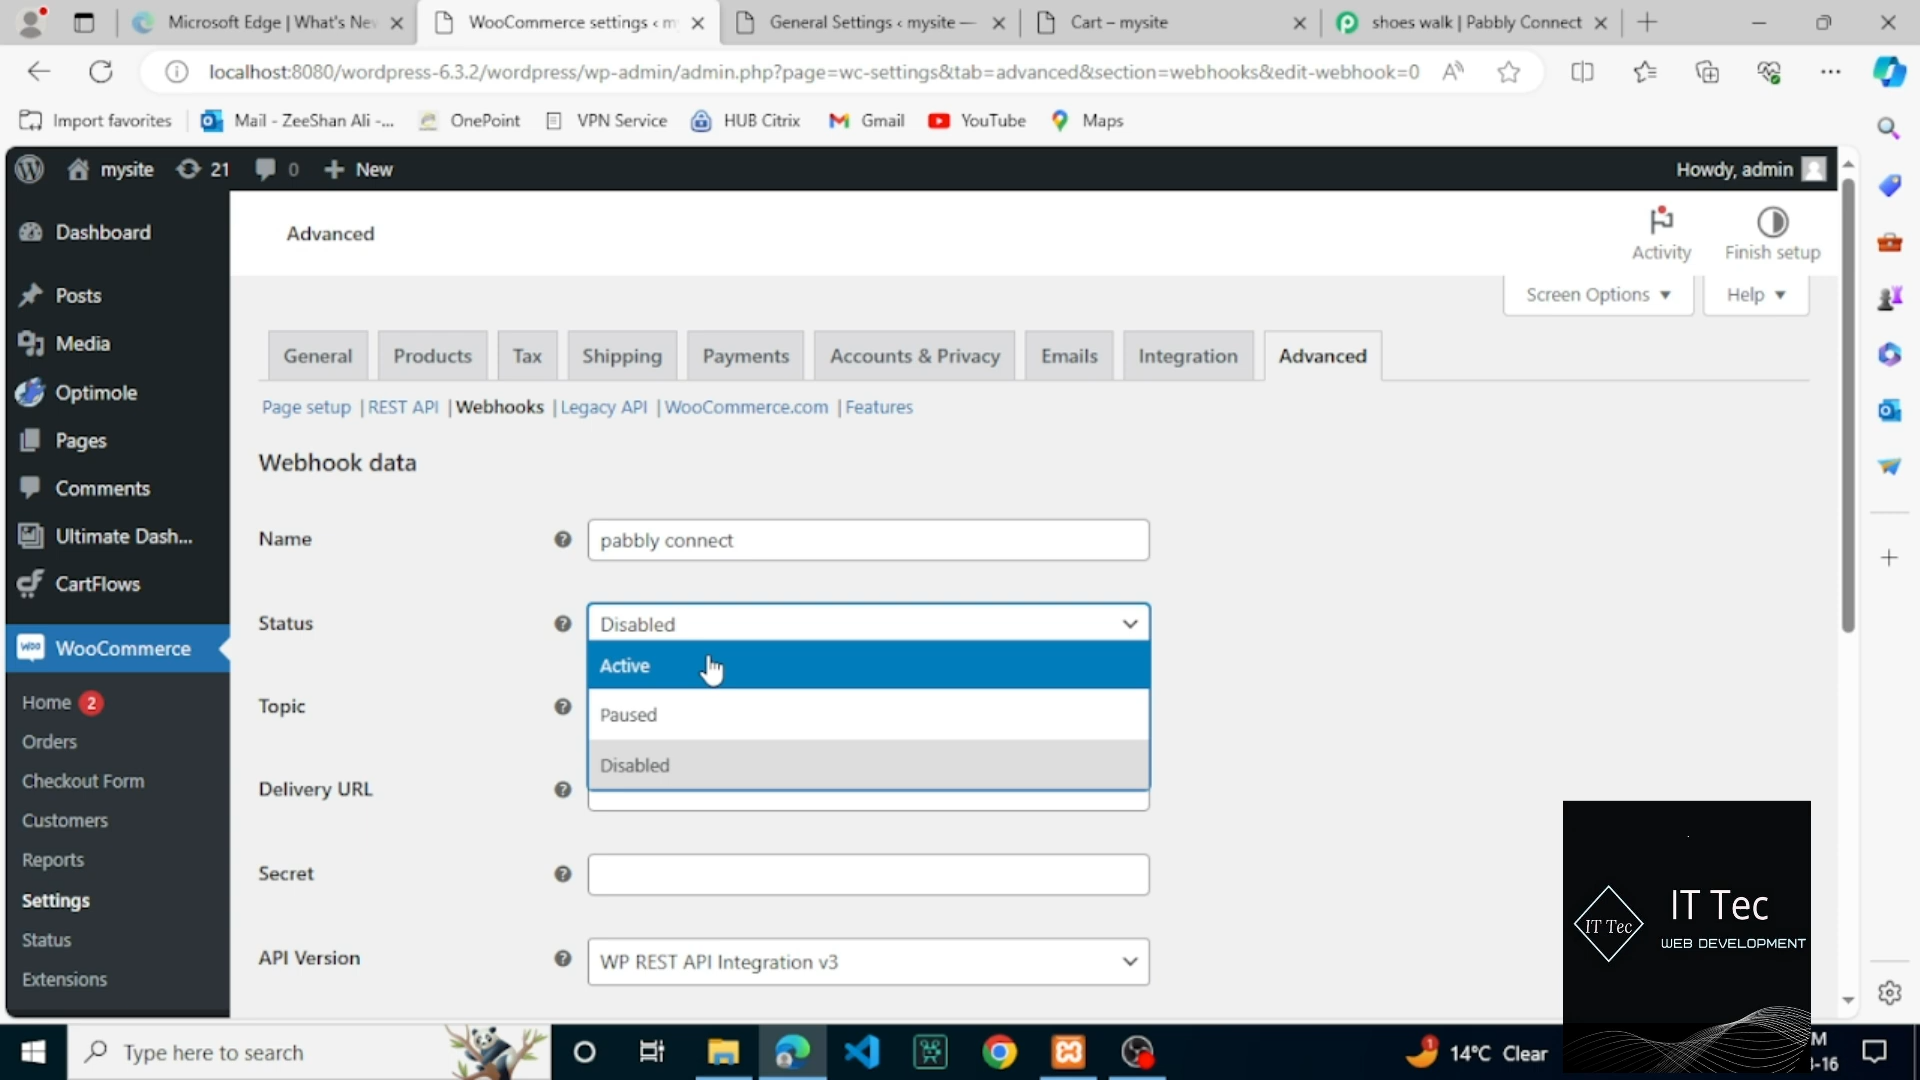 Microsoft Edge | What's Nev
WooCommerce settings ‹ m
General Settings ‹ mysite —
Cart – mysite
shoes walk | Pabbly Connect
localhost:8080/wordpress-6.3.2/wordpress/wp-admin/admin.php?page=wc-settings&tab=advanced&section=webhooks&edit-webhook=0
Import favorites
Mail - ZeeShan Ali -...
OnePoint
VPN Service
HUB Citrix
Gmail
YouTube
Maps
mysite
21
0
New
Howdy, admin
Dashboard
Posts
Media
Optimole
Pages
Comments
Ultimate Dash...
CartFlows
WooCommerce
Home 2
Orders
Checkout Form
Customers
Reports
Settings
Status
Extensions
Advanced
Activity
Finish setup
Screen Options
Help
General
Products
Tax
Shipping
Payments
Accounts & Privacy
Emails
Integration
Advanced
Page setup | REST API | Webhooks | Legacy API | WooCommerce.com | Features
Webhook data
Name
pabbly connect
Status
Disabled
Active
Paused
Disabled
Topic
Delivery URL
Secret
API Version
WP REST API Integration v3
IT Tec
IT Tec
WEB DEVELOPMENT
Type here to search
1
14°C Clear
M
-16